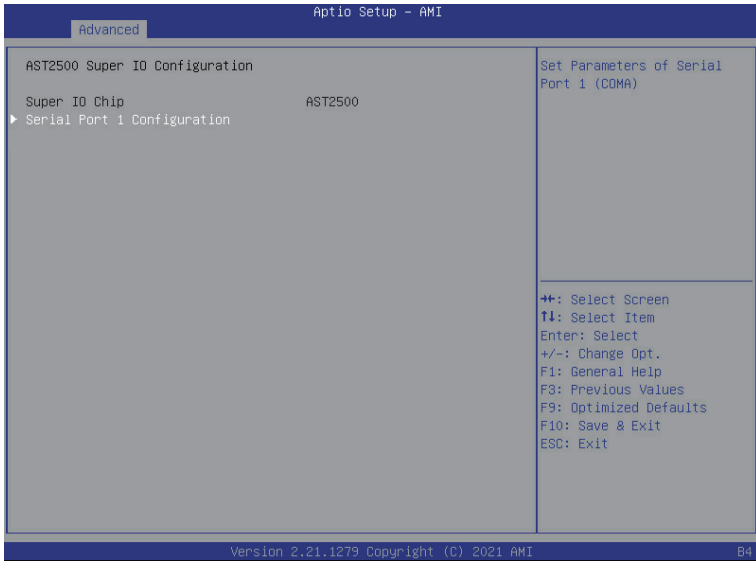 Aptio Setup – AMI
Advanced
AST2500 Super IO Configuration
Super IO Chip AST2500
Serial Port 1 Configuration
Set Parameters of Serial
Port 1 (COMA)
→←: Select Screen
↑↓: Select Item
Enter: Select
+/-: Change Opt.
F1: General Help
F3: Previous Values
F9: Optimized Defaults
F10: Save & Exit
ESC: Exit
Version 2.21.1279 Copyright (C) 2021 AMI
B4